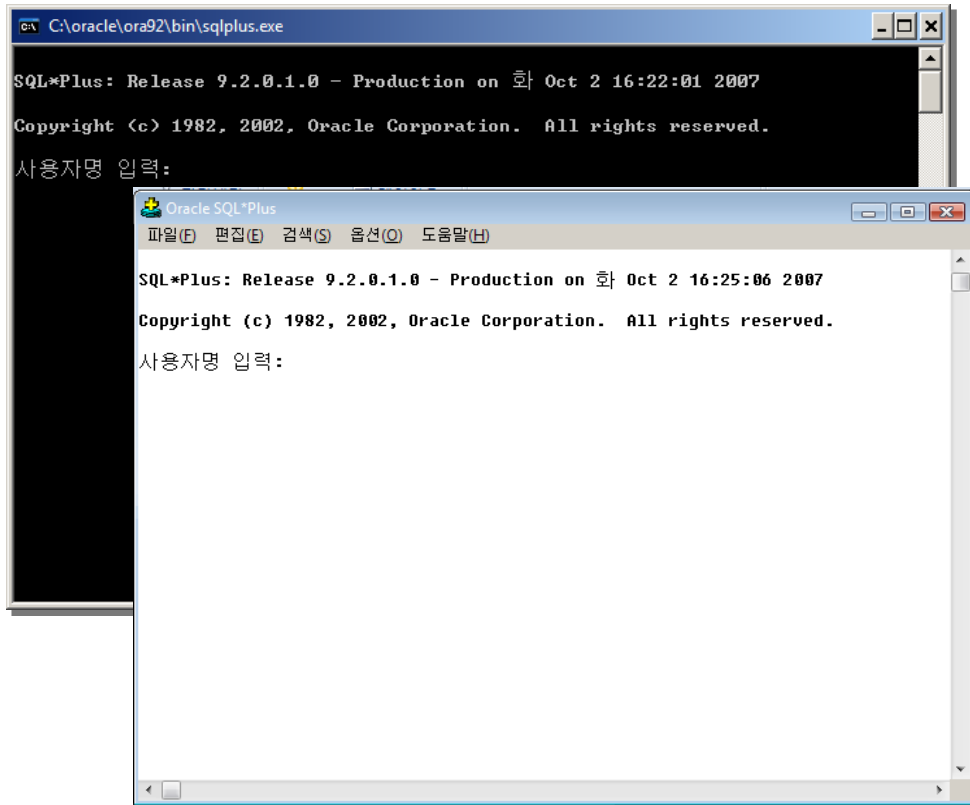 C:\oracle\ora92\bin\sqlplus.exe
SQL*Plus: Release 9.2.0.1.0 - Production on 화 Oct 2 16:22:01 2007
Copyright (c) 1982, 2002, Oracle Corporation.  All rights reserved.
사용자명 입력:
Oracle SQL*Plus
파일(F) 편집(E) 검색(S) 옵션(O) 도움말(H)
SQL*Plus: Release 9.2.0.1.0 - Production on 화 Oct 2 16:25:06 2007
Copyright (c) 1982, 2002, Oracle Corporation.  All rights reserved.
사용자명 입력: